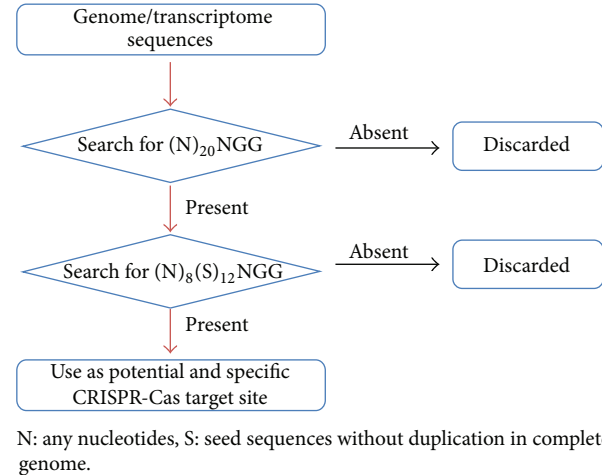 Genome/transcriptome
sequences
Search for (N)₂₀NGG
Absent
Discarded
Present
Search for (N)₈(S)₁₂NGG
Absent
Discarded
Present
Use as potential and specific
CRISPR-Cas target site
N: any nucleotides, S: seed sequences without duplication in complet
genome.